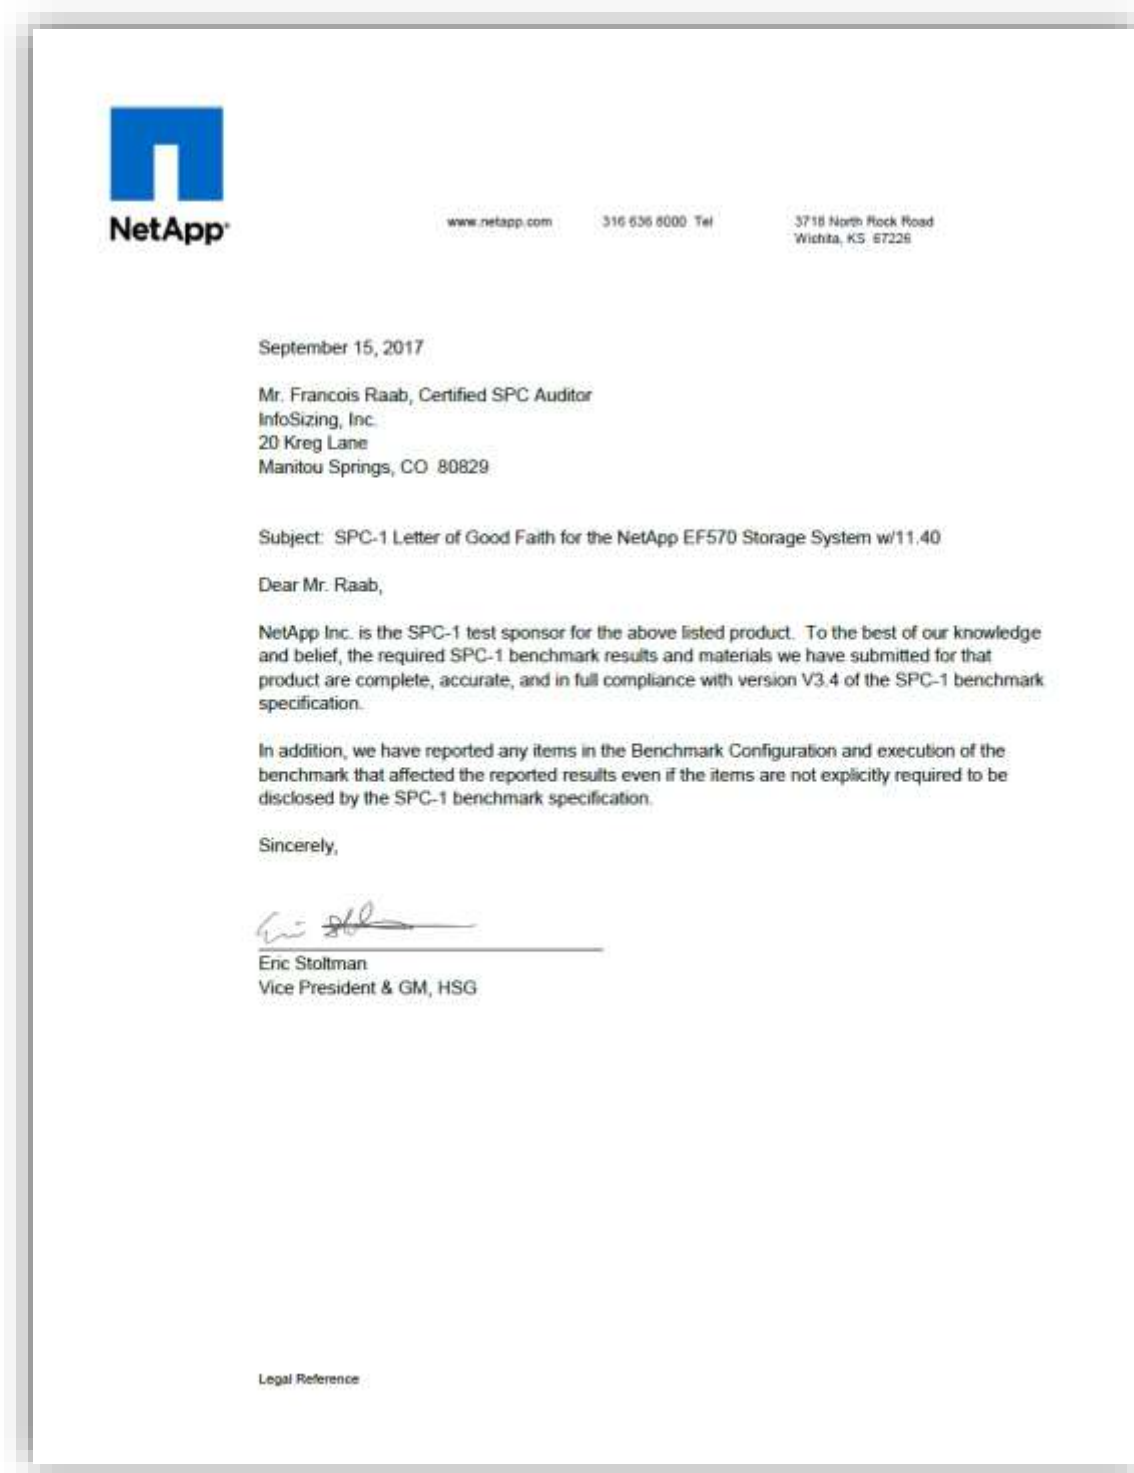 NetApp
www.netapp.com 316 636 8000 Tel 3718 North Rock Road
Wichita, KS 67226
September 15, 2017
Mr. Francois Raab, Certified SPC Auditor
InfoSizing, Inc.
20 Kreg Lane
Manitou Springs, CO 80829
Subject: SPC-1 Letter of Good Faith for the NetApp EF570 Storage System w/11.40
Dear Mr. Raab,
NetApp Inc. is the SPC-1 test sponsor for the above listed product. To the best of our knowledge
and belief, the required SPC-1 benchmark results and materials we have submitted for that
product are complete, accurate, and in full compliance with version V3.4 of the SPC-1 benchmark
specification.
In addition, we have reported any items in the Benchmark Configuration and execution of the
benchmark that affected the reported results even if the items are not explicitly required to be
disclosed by the SPC-1 benchmark specification.
Sincerely,
Eric Stoltman
Vice President & GM, HSG
Legal Reference